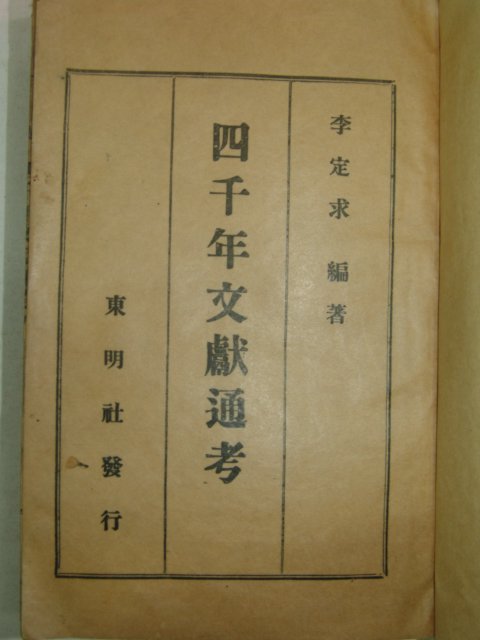 李定求 編著
四千年文獻通考
東明社發行